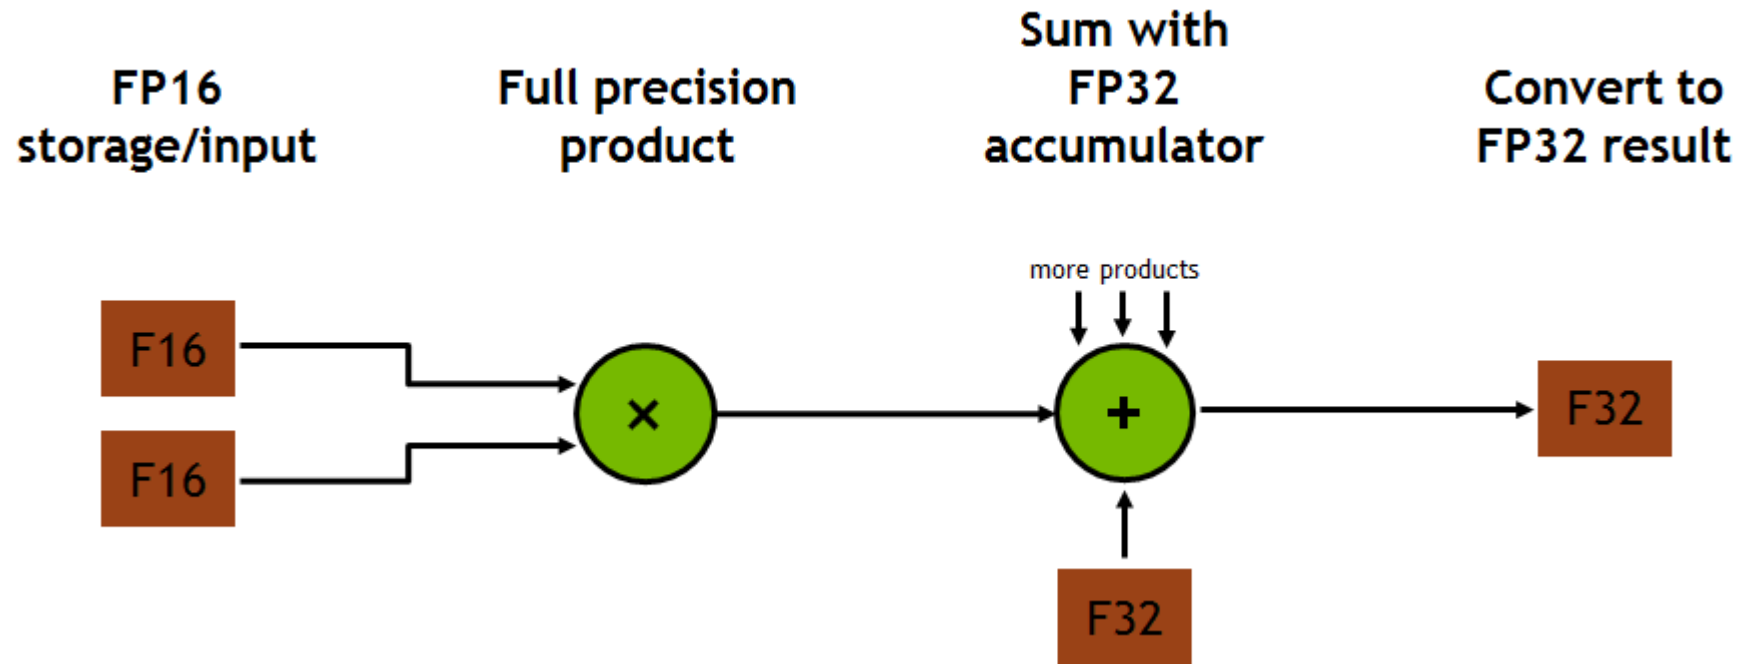 FP16
storage/input
Full precision
product
Sum with
FP32
accumulator
Convert to
FP32 result
more products
F16
F16
×
+
F32
F32